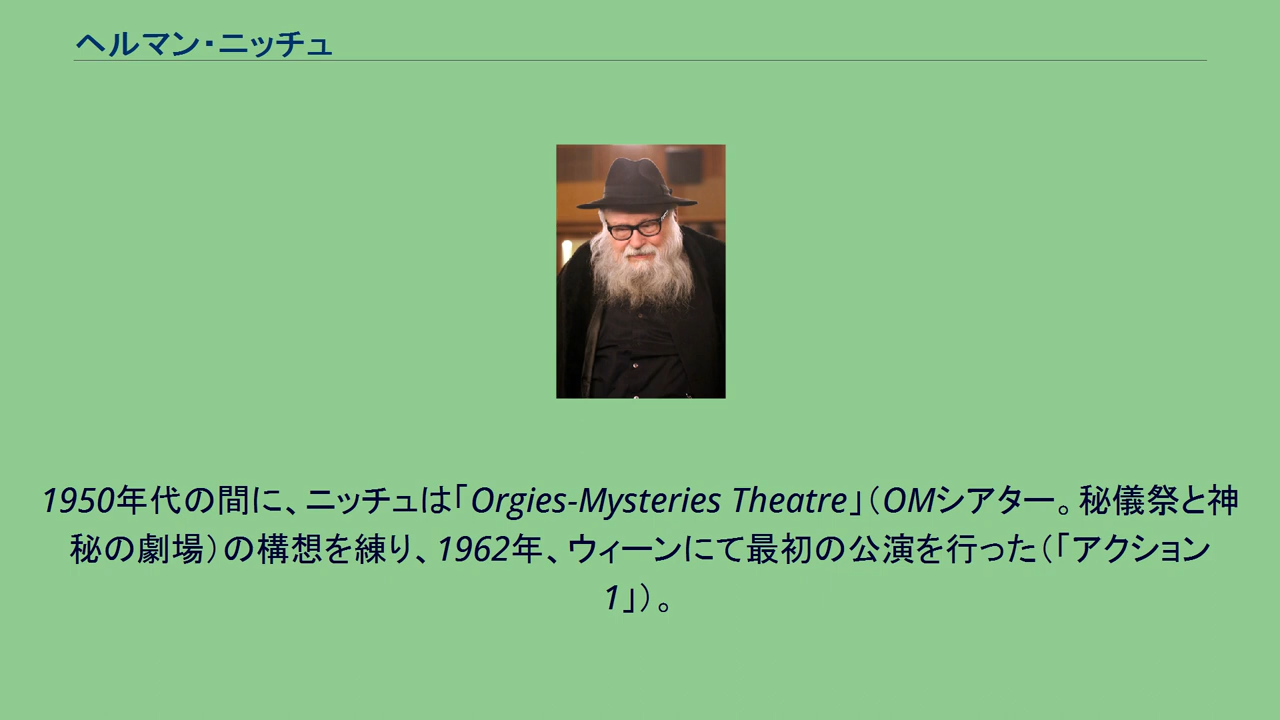 ヘルマン・ニッチュ
1950年代の間に、ニッチュは「Orgies-Mysteries Theatre」（OMシアター。秘儀祭と神
秘の劇場）の構想を練り、1962年、ウィーンにて最初の公演を行った（「アクション
1」）。